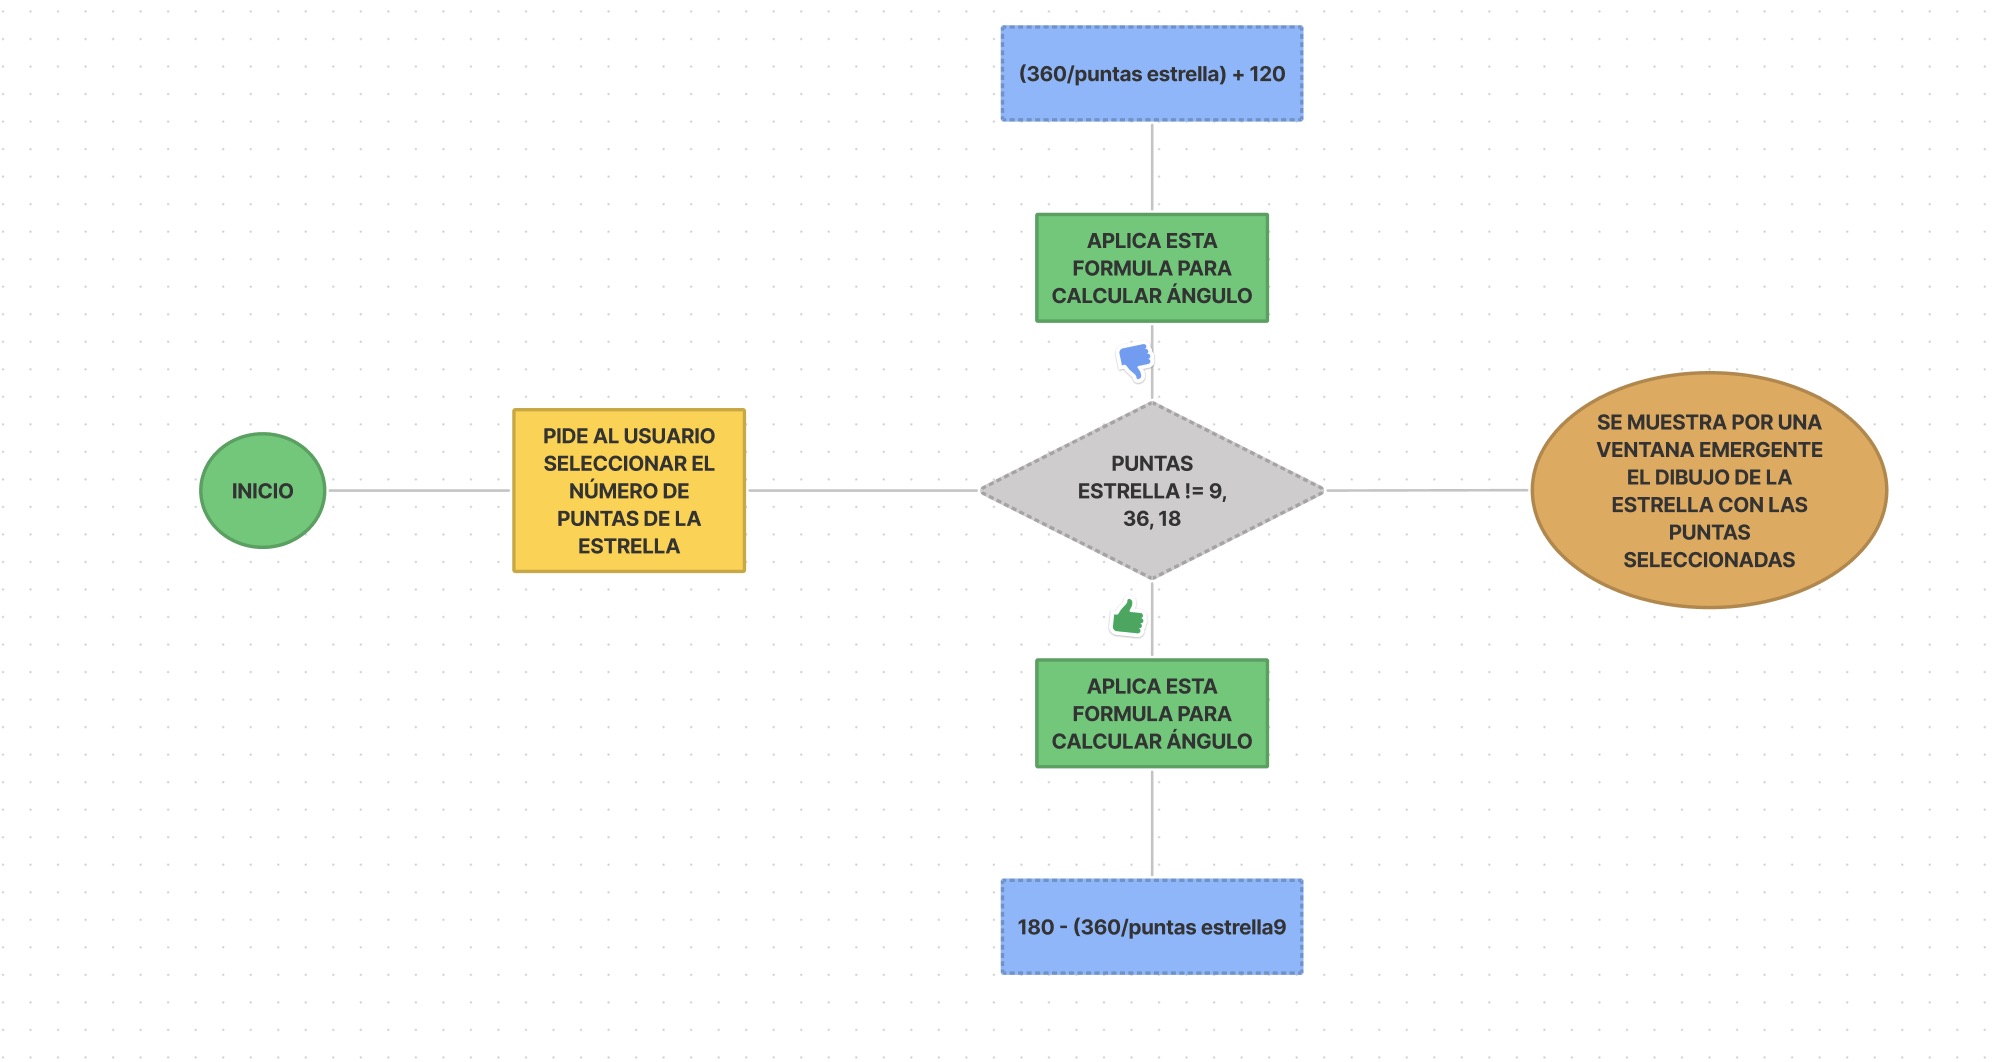 (360/puntas estrella) + 120
APLICA ESTA
FORMULA PARA
CALCULAR ÁNGULO
INICIO
PIDE AL USUARIO
SELECCIONAR EL
NÚMERO DE
PUNTAS DE LA
ESTRELLA
PUNTAS
ESTRELLA != 9,
36, 18
SE MUESTRA POR UNA
VENTANA EMERGENTE
EL DIBUJO DE LA
ESTRELLA CON LAS
PUNTAS
SELECCIONADAS
APLICA ESTA
FORMULA PARA
CALCULAR ÁNGULO
180 - (360/puntas estrella9